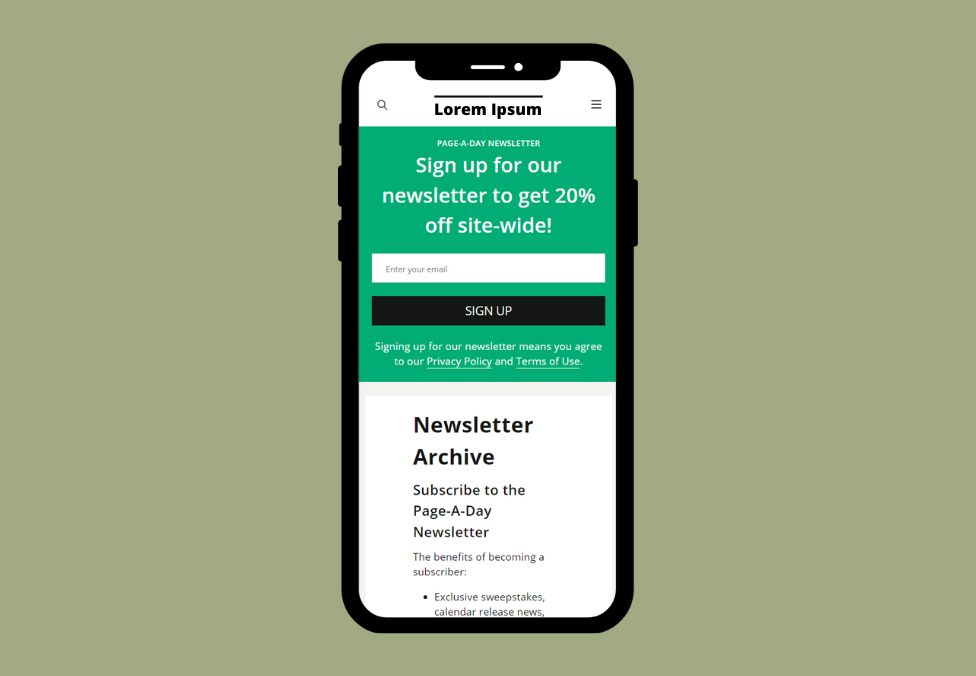 Lorem Ipsum
PAGE-A-DAY NEWSLETTER
Sign up for our
newsletter to get 20%
off site-wide!
Enter your email
SIGN UP
Signing up for our newsletter means you agree
to our Privacy Policy and Terms of Use.
Newsletter
Archive
Subscribe to the
Page-A-Day
Newsletter
The benefits of becoming a
subscriber:
• Exclusive sweepstakes,
calendar release news,